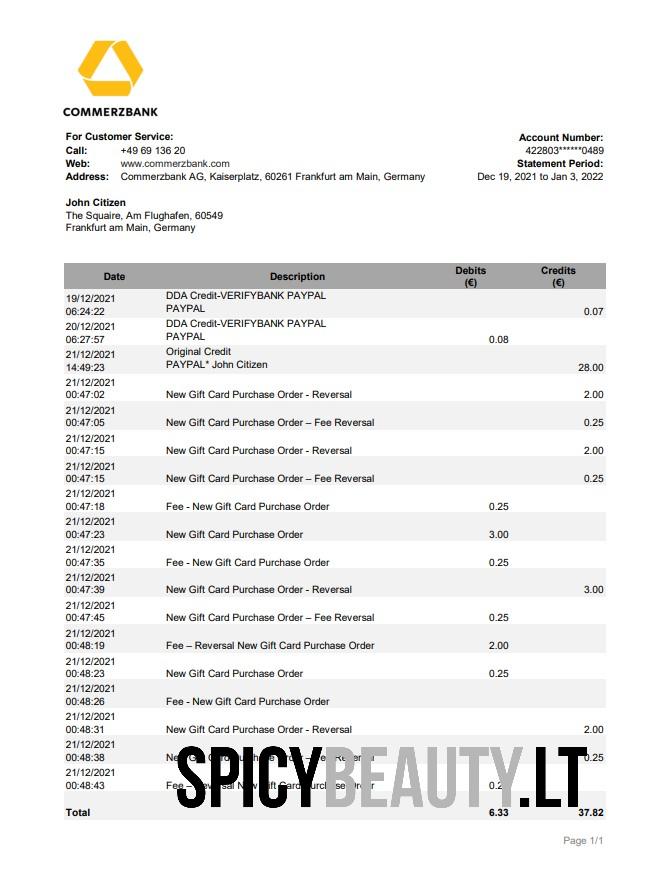 COMMERZBANK
For Customer Service:
Call: +49 69 136 20
Web: www.commerzbank.com
Address: Commerzbank AG, Kaiserplatz, 60261 Frankfurt am Main, Germany
Account Number:
422803******0489
Statement Period:
Dec 19, 2021 to Jan 3, 2022
John Citizen
The Squaire, Am Flughafen, 60549
Frankfurt am Main, Germany
Date Description Debits (€) Credits (€)
19/12/2021 DDA Credit-VERIFYBANK PAYPAL
06:24:22 PAYPAL 0.07
20/12/2021 DDA Credit-VERIFYBANK PAYPAL
06:27:57 PAYPAL 0.08
21/12/2021 Original Credit
14:49:23 PAYPAL* John Citizen 28.00
21/12/2021
00:47:02 New Gift Card Purchase Order - Reversal 2.00
21/12/2021
00:47:05 New Gift Card Purchase Order – Fee Reversal 0.25
21/12/2021
00:47:15 New Gift Card Purchase Order - Reversal 2.00
21/12/2021
00:47:15 New Gift Card Purchase Order – Fee Reversal 0.25
21/12/2021
00:47:18 Fee - New Gift Card Purchase Order 0.25
21/12/2021
00:47:23 New Gift Card Purchase Order 3.00
21/12/2021
00:47:35 Fee - New Gift Card Purchase Order 0.25
21/12/2021
00:47:39 New Gift Card Purchase Order - Reversal 3.00
21/12/2021
00:47:45 New Gift Card Purchase Order – Fee Reversal 0.25
21/12/2021
00:48:19 Fee – Reversal New Gift Card Purchase Order 2.00
21/12/2021
00:48:23 New Gift Card Purchase Order 0.25
21/12/2021
00:48:26 Fee - New Gift Card Purchase Order
21/12/2021
00:48:31 New Gift Card Purchase Order - Reversal 2.00
21/12/2021
00:48:38 0.25
21/12/2021
00:48:43 Fee –
SPICYBEAUTY.LT
Total 6.33 37.82
Page 1/1